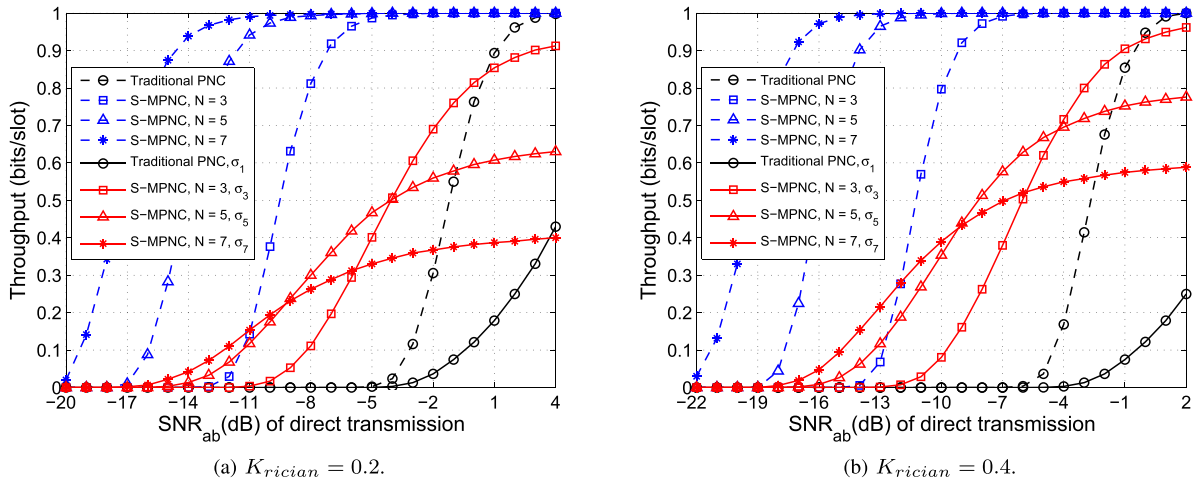 1
0.9
0.8
0.7
0.6
0.5
0.4
0.3
0.2
0.1
0
Throughput (bits/slot)
Traditional PNC
S−MPNC, N = 3
S−MPNC, N = 5
S−MPNC, N = 7
Traditional PNC, σ1
S−MPNC, N = 3, σ3
S−MPNC, N = 5, σ5
S−MPNC, N = 7, σ7
−20 −17 −14 −11 −8 −5 −2 1 4
SNRab(dB) of direct transmission
(a) Krician = 0.2.
1
0.9
0.8
0.7
0.6
0.5
0.4
0.3
0.2
0.1
0
Throughput (bits/slot)
Traditional PNC
S−MPNC, N = 3
S−MPNC, N = 5
S−MPNC, N = 7
Traditional PNC, σ1
S−MPNC, N = 3, σ3
S−MPNC, N = 5, σ5
S−MPNC, N = 7, σ7
−22 −19 −16 −13 −10 −7 −4 −1 2
SNRab(dB) of direct transmission
(b) Krician = 0.4.